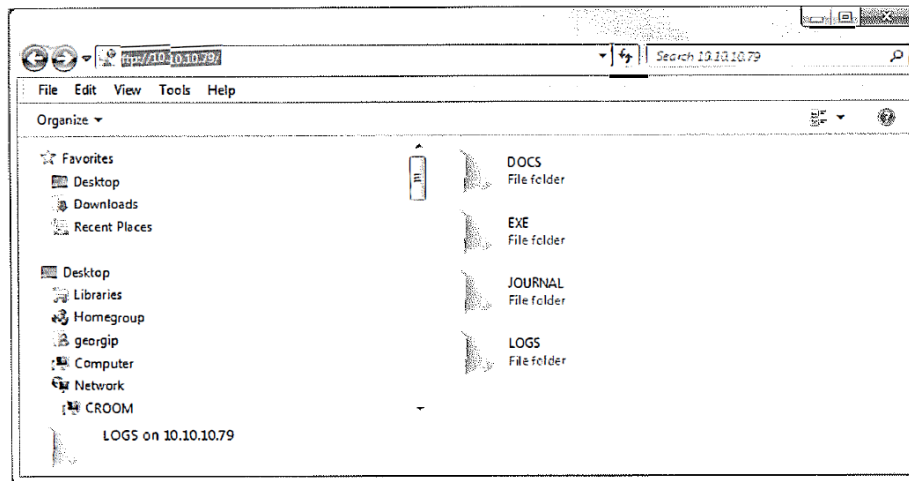 ftp://10.10.10.79/
Search 10.10.10.79
File Edit View Tools Help
Organize
Favorites
Desktop
Downloads
Recent Places
Desktop
Libraries
Homegroup
georgip
Computer
Network
CROOM
DOCS
File folder
EXE
File folder
JOURNAL
File folder
LOGS
File folder
LOGS on 10.10.10.79